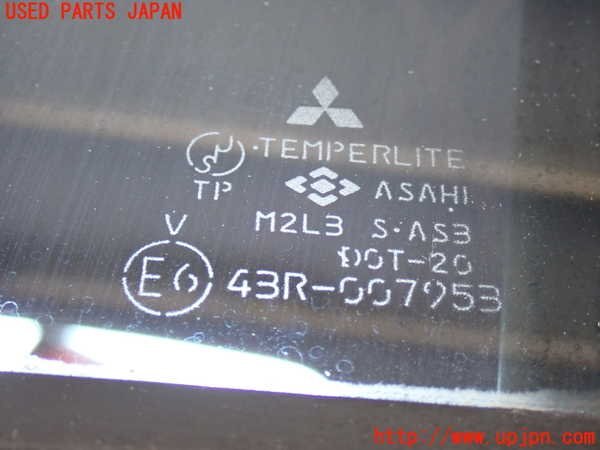 USED PARTS JAPAN
·TEMPERLITE
TP
ASAHI
M2L3 S·AS3
V
DOT-20
E6 43R-007953
http://www.upjpn.com/